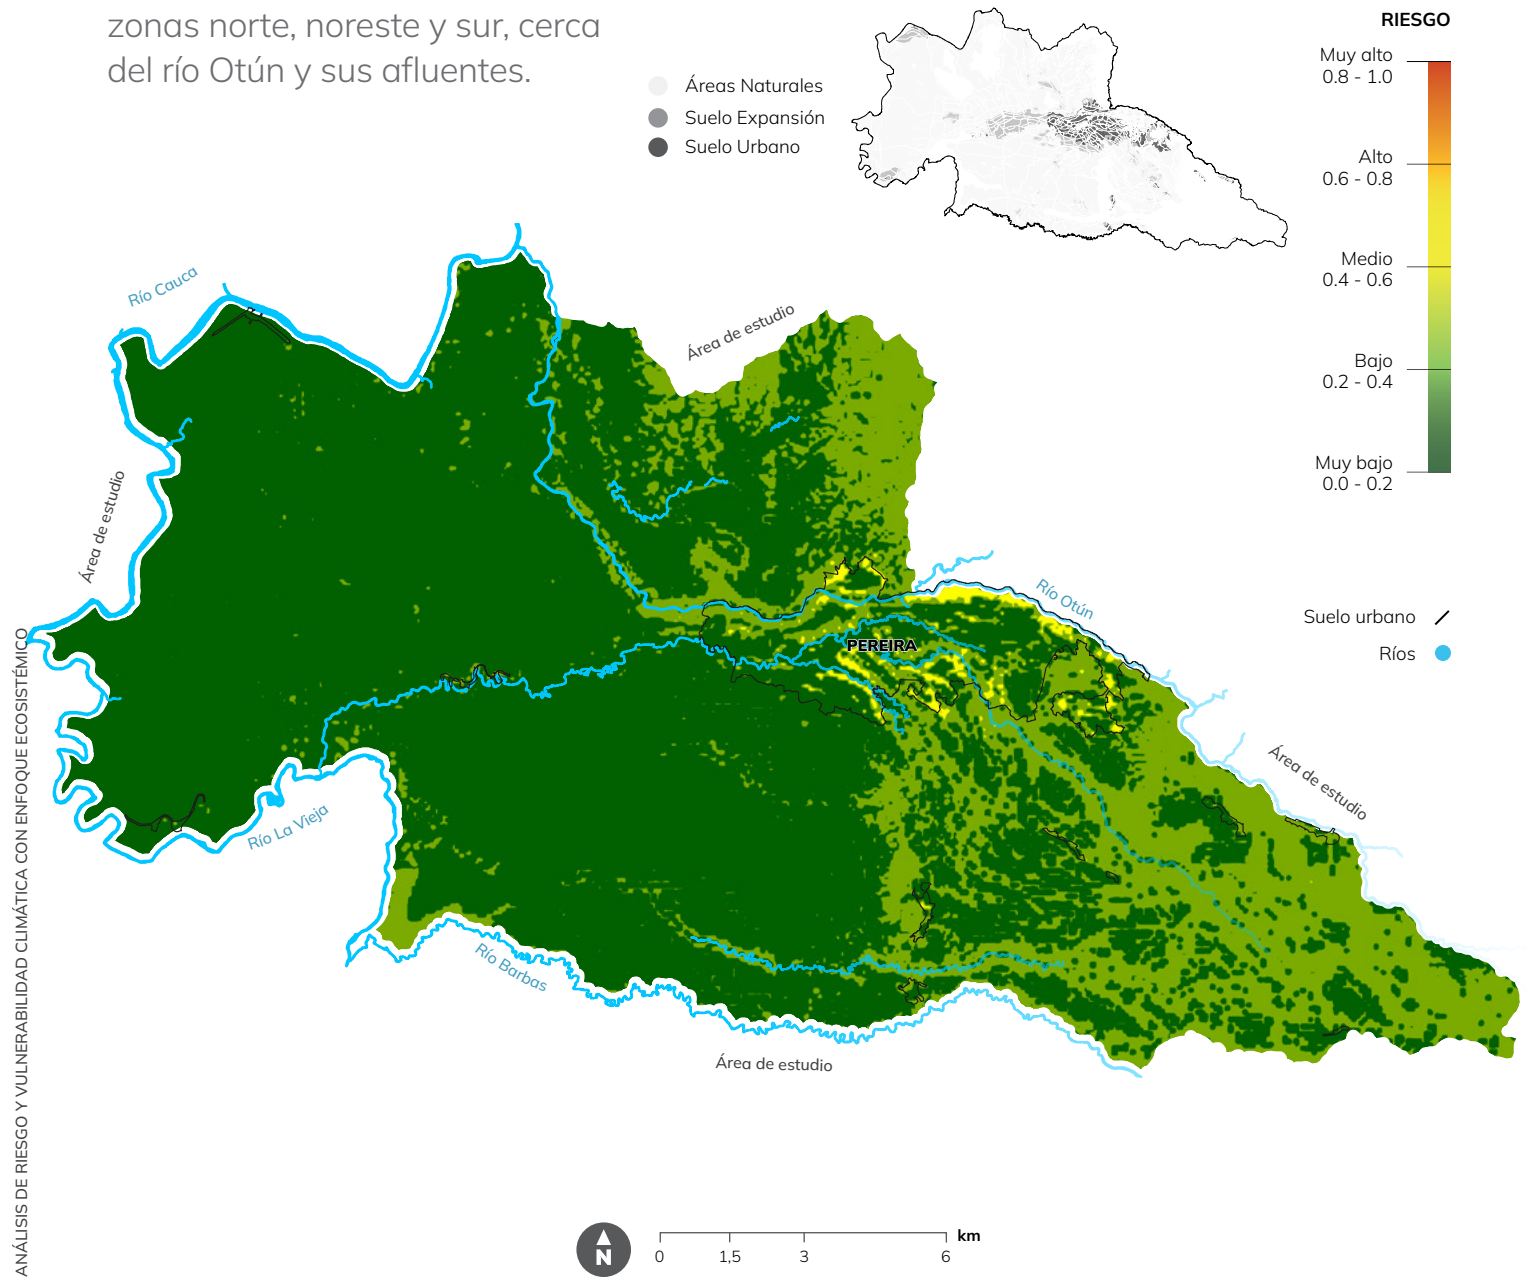 zonas norte, noreste y sur, cerca
del río Otún y sus afluentes.
Áreas Naturales
Suelo Expansión
Suelo Urbano
RIESGO
Muy alto
0.8 - 1.0
Alto
0.6 - 0.8
Medio
0.4 - 0.6
Bajo
0.2 - 0.4
Muy bajo
0.0 - 0.2
Río Cauca
Área de estudio
Área de estudio
Río Otún
Suelo urbano
Ríos
PEREIRA
Área de estudio
Río La Vieja
Río Barbas
Área de estudio
ANÁLISIS DE RIESGO Y VULNERABILIDAD CLIMÁTICA CON ENFOQUE ECOSISTÉMICO
N
km
0 1,5 3 6